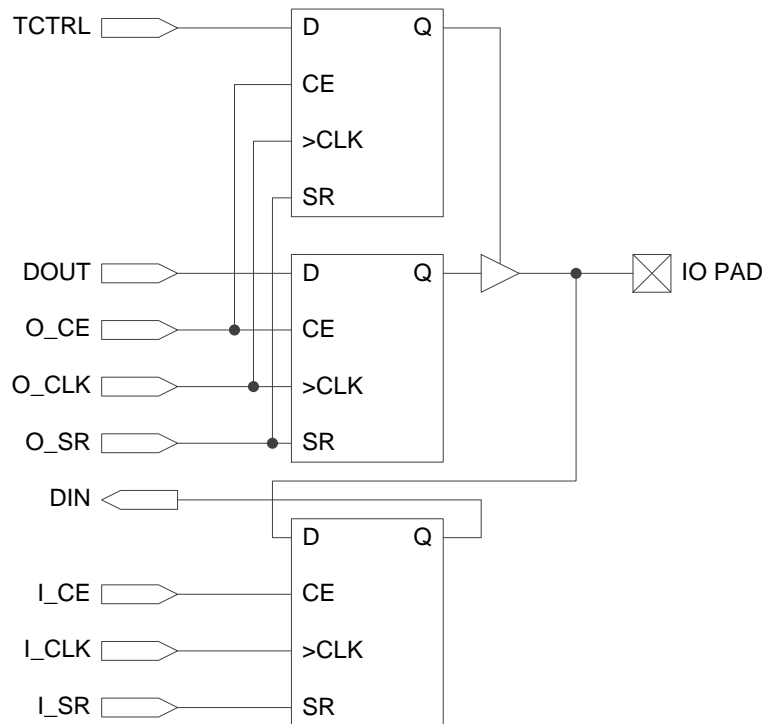 TCTRL D Q
CE
>CLK
SR
DOUT D Q IO PAD
O_CE CE
O_CLK >CLK
O_SR SR
DIN
D Q
I_CE CE
I_CLK >CLK
I_SR SR